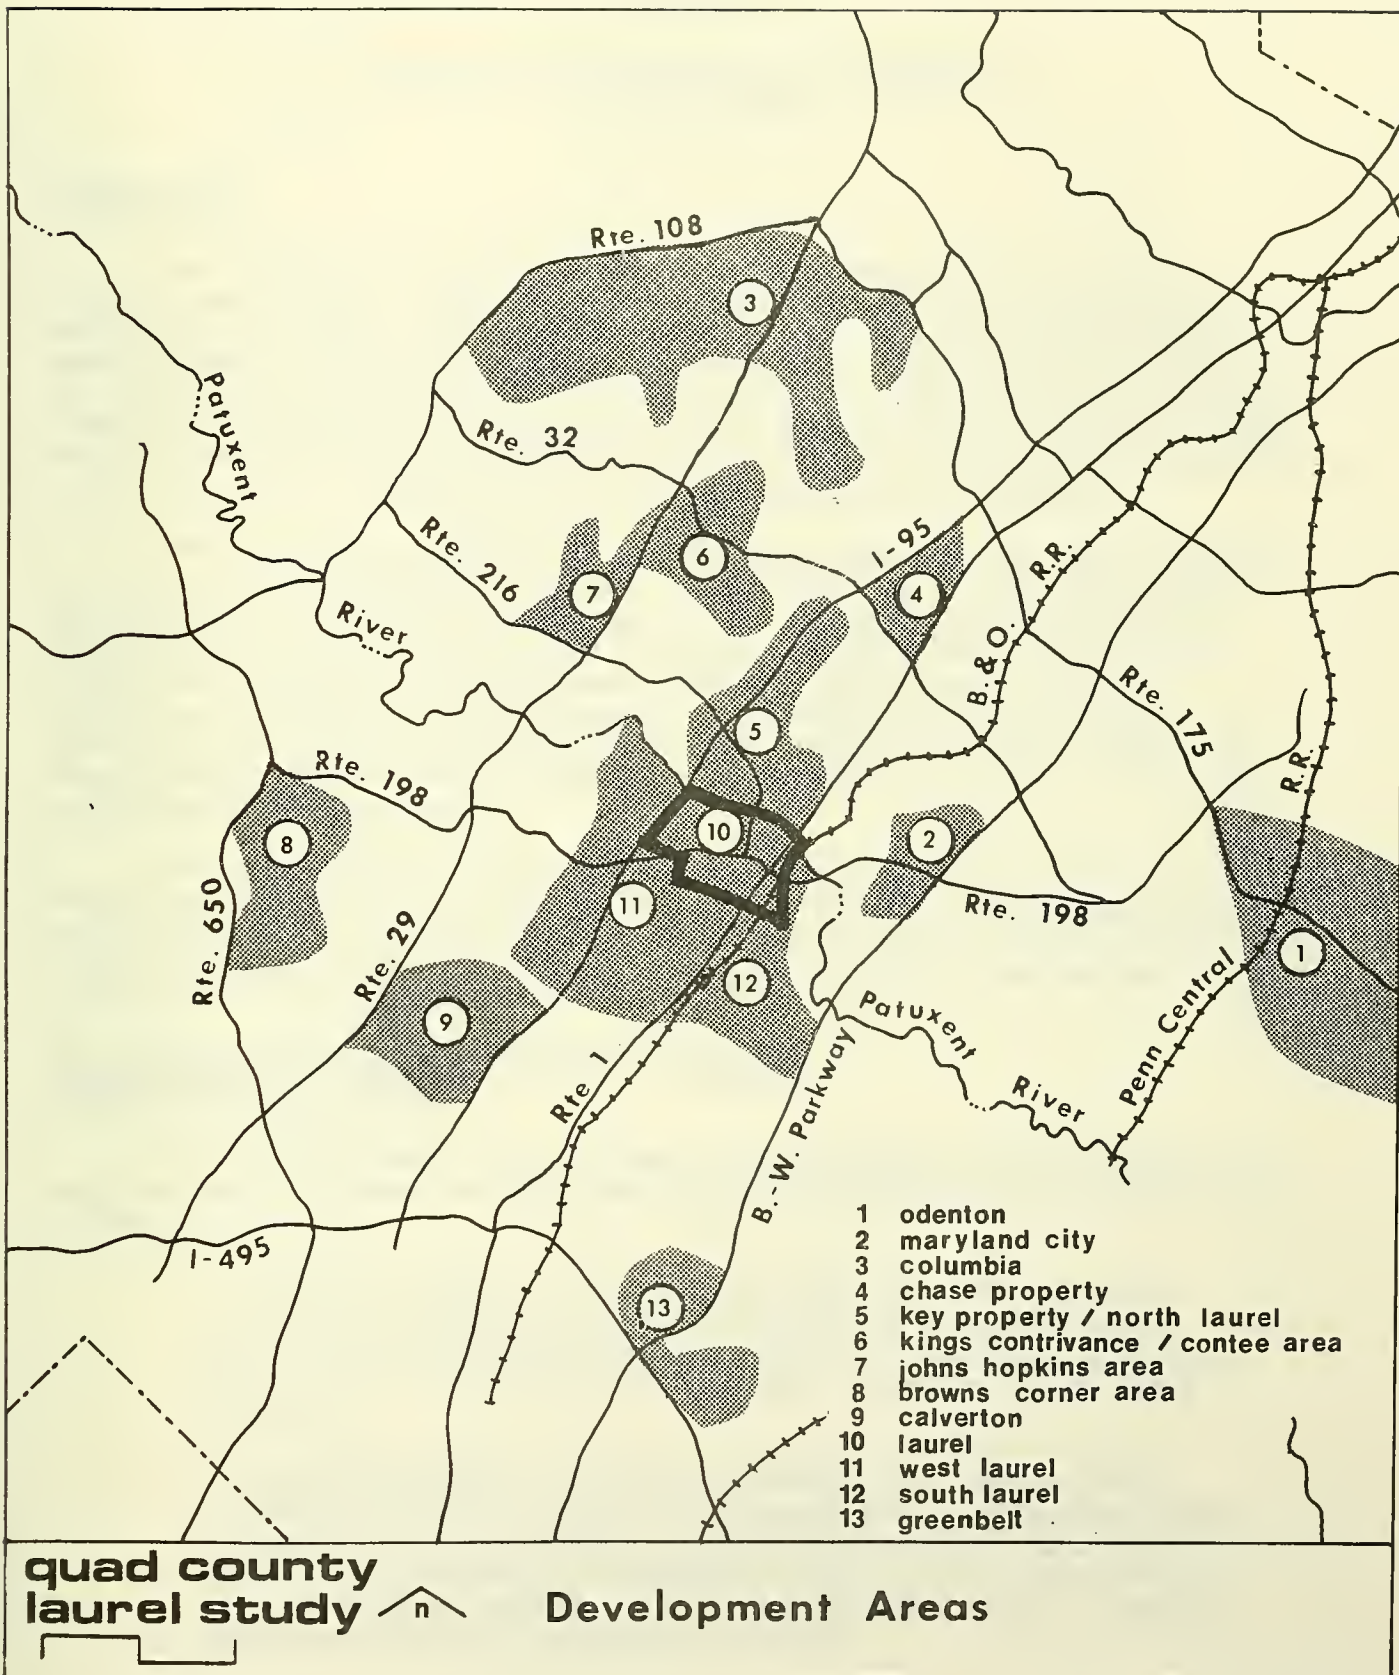 Rte. 108
3
Patuxent
Rte. 32
Rte. 216
6
7
I-95
4
R.R.
B. & O.
River
Rte. 175
5
Rte. 198
R.R.
10
2
8
Rte. 198
11
Rte. 650
Rte. 29
1
12
9
Patuxent
Penn Central
River
Rte 1
B.-W. Parkway
I-495
13
1 odenton
2 maryland city
3 columbia
4 chase property
5 key property / north laurel
6 kings contrivance / contee area
7 johns hopkins area
8 browns corner area
9 calverton
10 laurel
11 west laurel
12 south laurel
13 greenbelt
quad county
laurel study
n
Development Areas